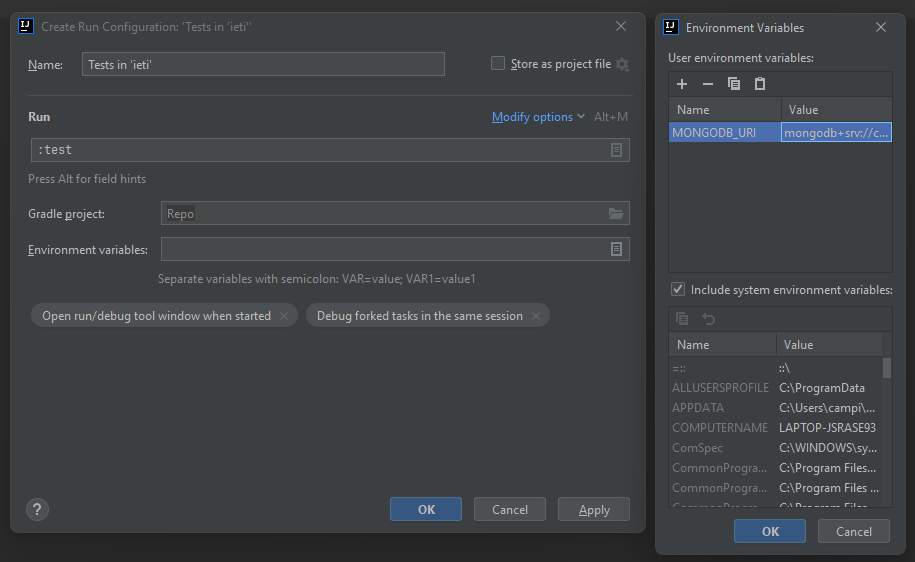 Create Run Configuration: 'Tests in 'ieti''
Name: Tests in 'ieti' Store as project file
Run Modify options Alt+M
:test
Press Alt for field hints
Gradle project: Repo
Environment variables:
Separate variables with semicolon: VAR=value; VAR1=value1
Open run/debug tool window when started × Debug forked tasks in the same session ×
? OK Cancel Apply
Environment Variables
User environment variables:
Name Value
MONGODB_URI mongodb+srv://c...
Include system environment variables:
Name Value
=:: ::\
ALLUSERSPROFILE C:\ProgramData
APPDATA C:\Users\campi\...
COMPUTERNAME LAPTOP-JSRASE93
ComSpec C:\WINDOWS\sy...
CommonProgra... C:\Program Files...
CommonProgra... C:\Program Files ...
CommonProgra... C:\Program Files...
OK Cancel